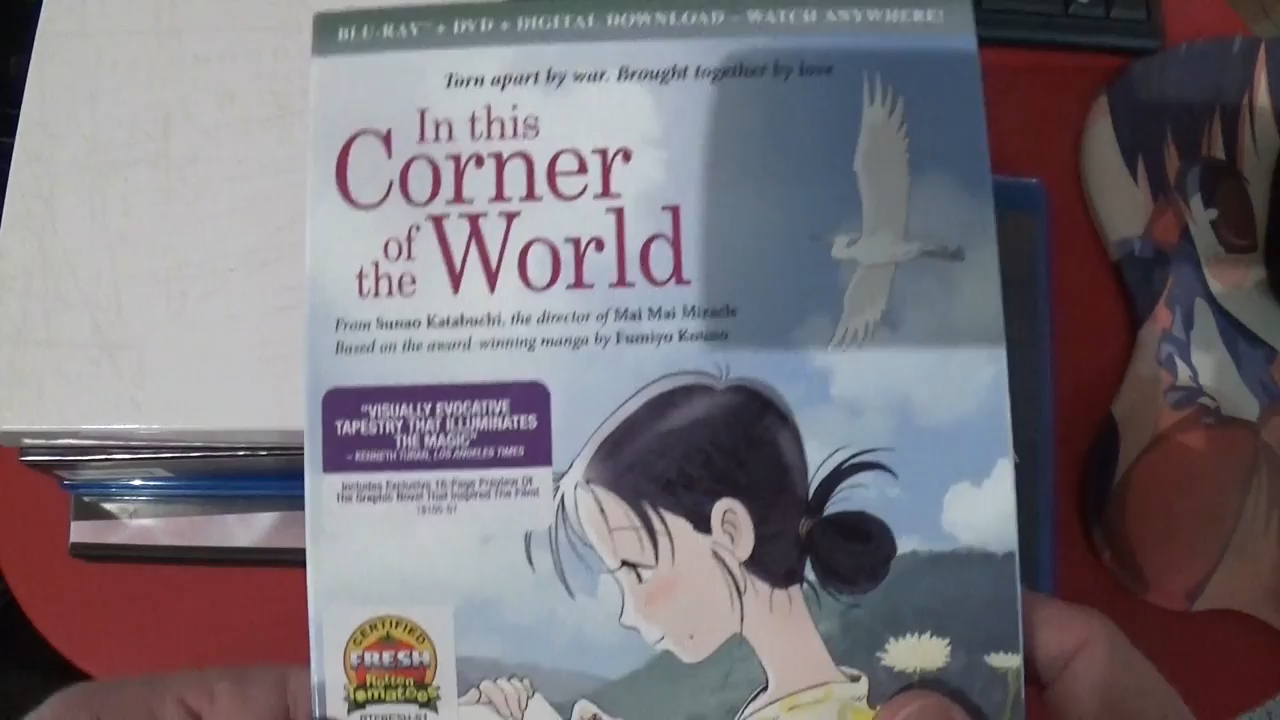 BLU-RAY™ + DVD + DIGITAL DOWNLOAD - WATCH ANYWHERE!
Torn apart by war. Brought together by love
In this
Corner
of
the World
From Sunao Katabuchi, the director of Mai Mai Miracle
Based on the award-winning manga by Fumiyo Kouno
"VISUALLY EVOCATIVE
TAPESTRY THAT ILLUMINATES
THE MAGIC"
- KENNETH TURAN, LOS ANGELES TIMES
Includes Exclusive 16-Page Preview Of
The Graphic Novel That Inspired The Film!
CERTIFIED
FRESH
Rotten
Tomatoes